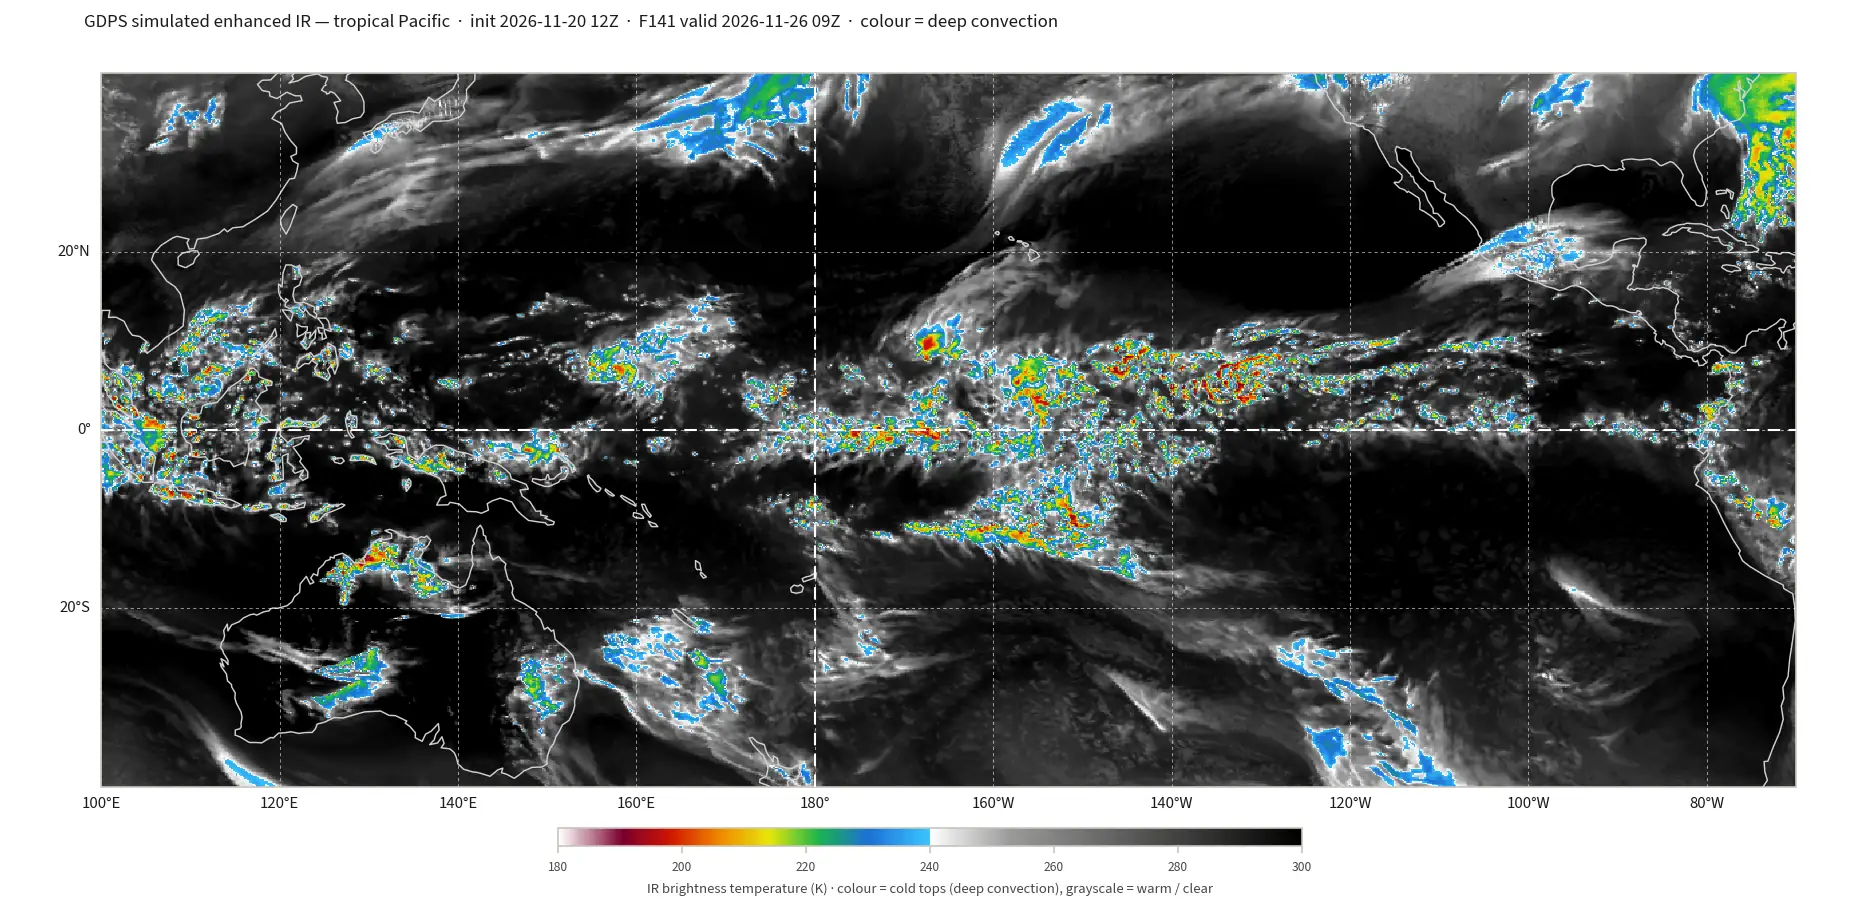 GDPS simulated enhanced IR — tropical Pacific · init 2026-11-20 12Z · F141 valid 2026-11-26 09Z · colour = deep convection
20°N
0°
20°S
100°E 120°E 140°E 160°E 180° 160°W 140°W 120°W 100°W 80°W
180 200 220 240 260 280 300
IR brightness temperature (K) · colour = cold tops (deep convection), grayscale = warm / clear